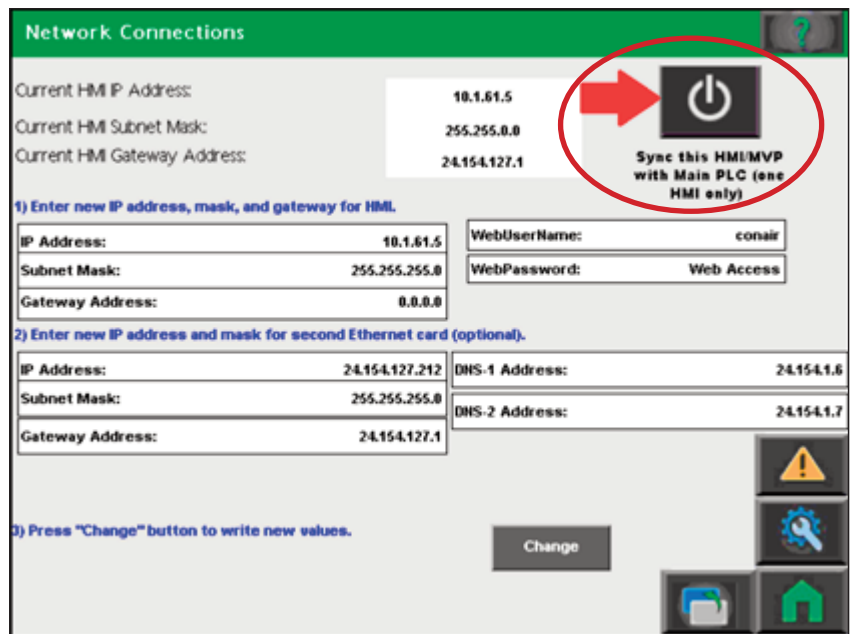 Network Connections
?
Current HMI IP Address: 10.1.61.5
Current HMI Subnet Mask: 255.255.0.0
Current HMI Gateway Address: 24.154.127.1
Sync this HMI/MVP
with Main PLC (one
HMI only)
1) Enter new IP address, mask, and gateway for HMI.
IP Address: 10.1.61.5
WebUserName: conair
Subnet Mask: 255.255.255.0
WebPassword: Web Access
Gateway Address: 0.0.0.0
2) Enter new IP address and mask for second Ethernet card (optional).
IP Address: 24.154.127.212
DNS-1 Address: 24.154.1.6
Subnet Mask: 255.255.255.0
DNS-2 Address: 24.154.1.7
Gateway Address: 24.154.127.1
3) Press "Change" button to write new values.
Change